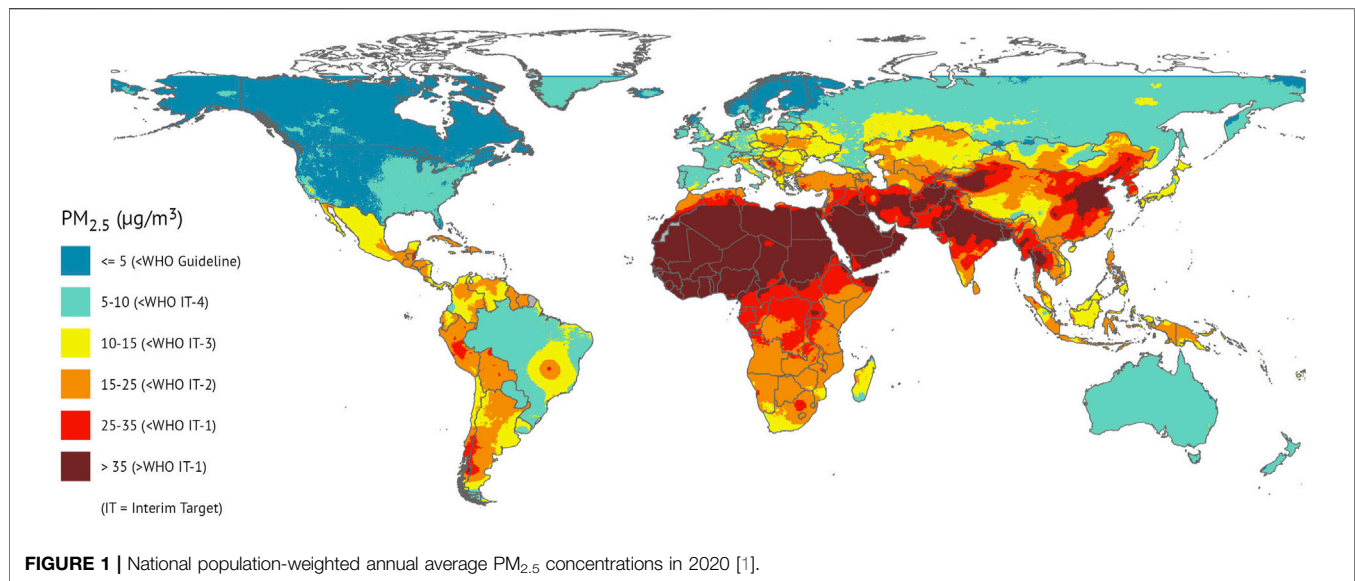 PM2.5 (µg/m³)
<= 5 (<WHO Guideline)
5-10 (<WHO IT-4)
10-15 (<WHO IT-3)
15-25 (<WHO IT-2)
25-35 (<WHO IT-1)
> 35 (>WHO IT-1)
(IT = Interim Target)
FIGURE 1 | National population-weighted annual average PM2.5 concentrations in 2020 [1].